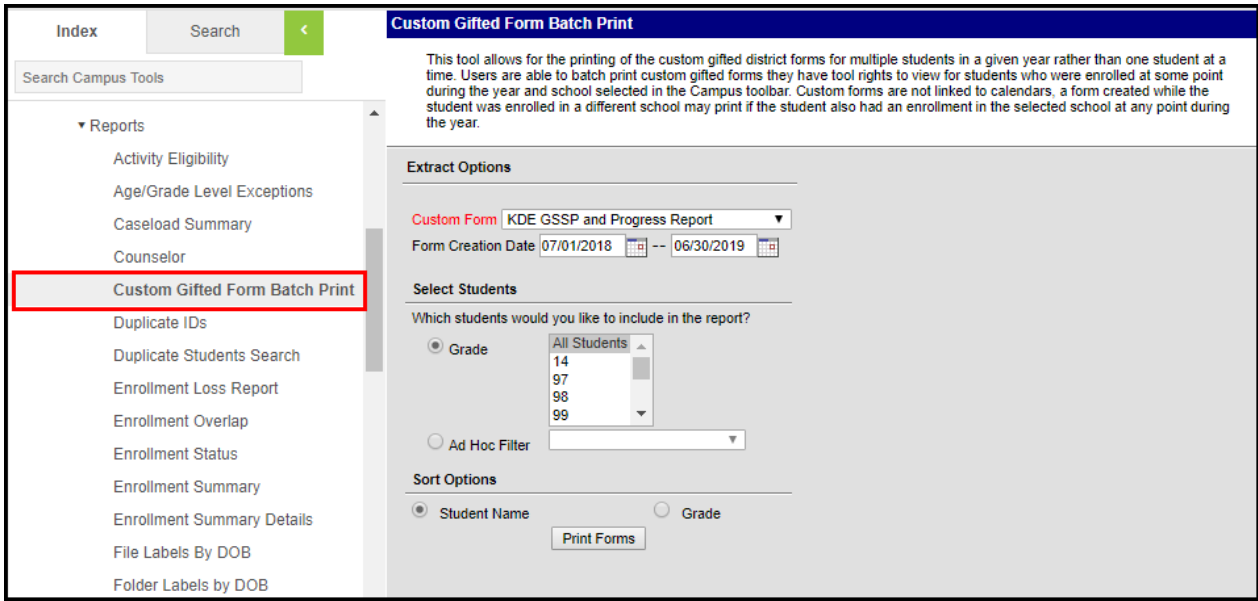 Index
Search
<
Search Campus Tools
Reports
Activity Eligibility
Age/Grade Level Exceptions
Caseload Summary
Counselor
Custom Gifted Form Batch Print
Duplicate IDs
Duplicate Students Search
Enrollment Loss Report
Enrollment Overlap
Enrollment Status
Enrollment Summary
Enrollment Summary Details
File Labels By DOB
Folder Labels by DOB
Custom Gifted Form Batch Print
This tool allows for the printing of the custom gifted district forms for multiple students in a given year rather than one student at a
time. Users are able to batch print custom gifted forms they have tool rights to view for students who were enrolled at some point
during the year and school selected in the Campus toolbar. Custom forms are not linked to calendars, a form created while the
student was enrolled in a different school may print if the student also had an enrollment in the selected school at any point during
the year.
Extract Options
Custom Form KDE GSSP and Progress Report
Form Creation Date 07/01/2018 -- 06/30/2019
Select Students
Which students would you like to include in the report?
Grade
All Students
14
97
98
99
Ad Hoc Filter
Sort Options
Student Name Grade
Print Forms